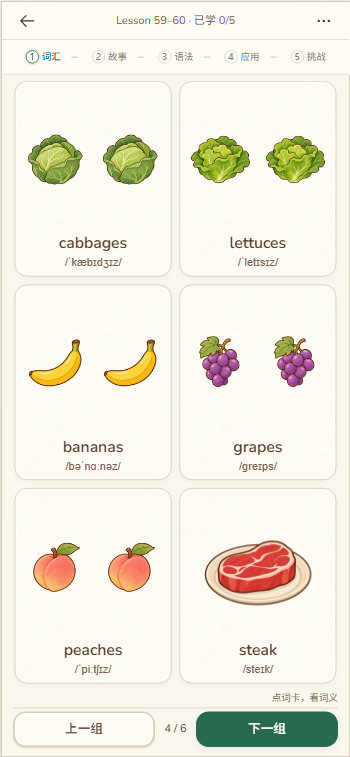 Lesson 59–60 · 已学 0/5
1 词汇 – 2 故事 – 3 语法 – 4 应用 – 5 挑战
cabbages lettuces
/ˈkæbɪdʒɪz/ /ˈletɪsɪz/
bananas grapes
/bəˈnɑːnəz/ /ɡreɪps/
peaches steak
/ˈpiːtʃɪz/ /steɪk/
点词卡，看词义
上一组 4 / 6 下一组